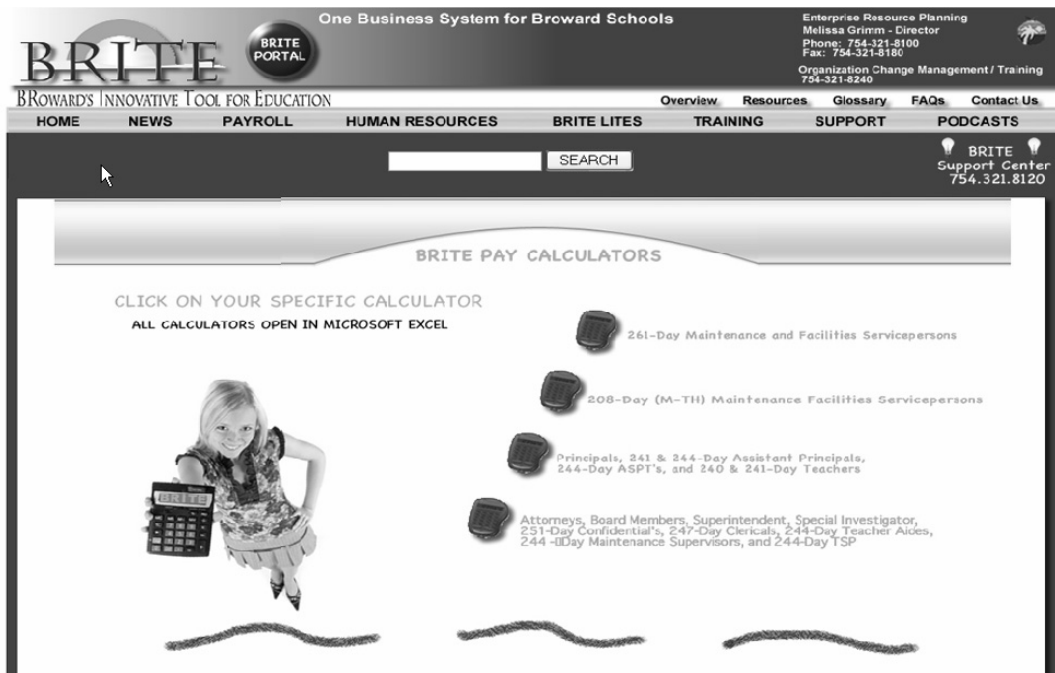 One Business System for Broward Schools
Enterprise Resource Planning
Melissa Grimm - Director
Phone: 754-321-8100
Fax: 754-321-8180
Organization Change Management / Training
754-321-8240
BRITE
BRITE
PORTAL
BROWARD'S INNOVATIVE TOOL FOR EDUCATION
Overview Resources Glossary FAQs Contact Us
HOME NEWS PAYROLL HUMAN RESOURCES BRITE LITES TRAINING SUPPORT PODCASTS
SEARCH
BRITE
Support Center
754.321.8120
BRITE PAY CALCULATORS
CLICK ON YOUR SPECIFIC CALCULATOR
ALL CALCULATORS OPEN IN MICROSOFT EXCEL
261-Day Maintenance and Facilities Servicepersons
208-Day (M-TH) Maintenance Facilities Servicepersons
Principals, 241 & 244-Day Assistant Principals,
244-Day ASPT's, and 240 & 241-Day Teachers
Attorneys, Board Members, Superintendent, Special Investigator,
251-Day Confidential's, 247-Day Clericals, 244-Day Teacher Aides,
244 -Day Maintenance Supervisors, and 244-Day TSP
BRITE